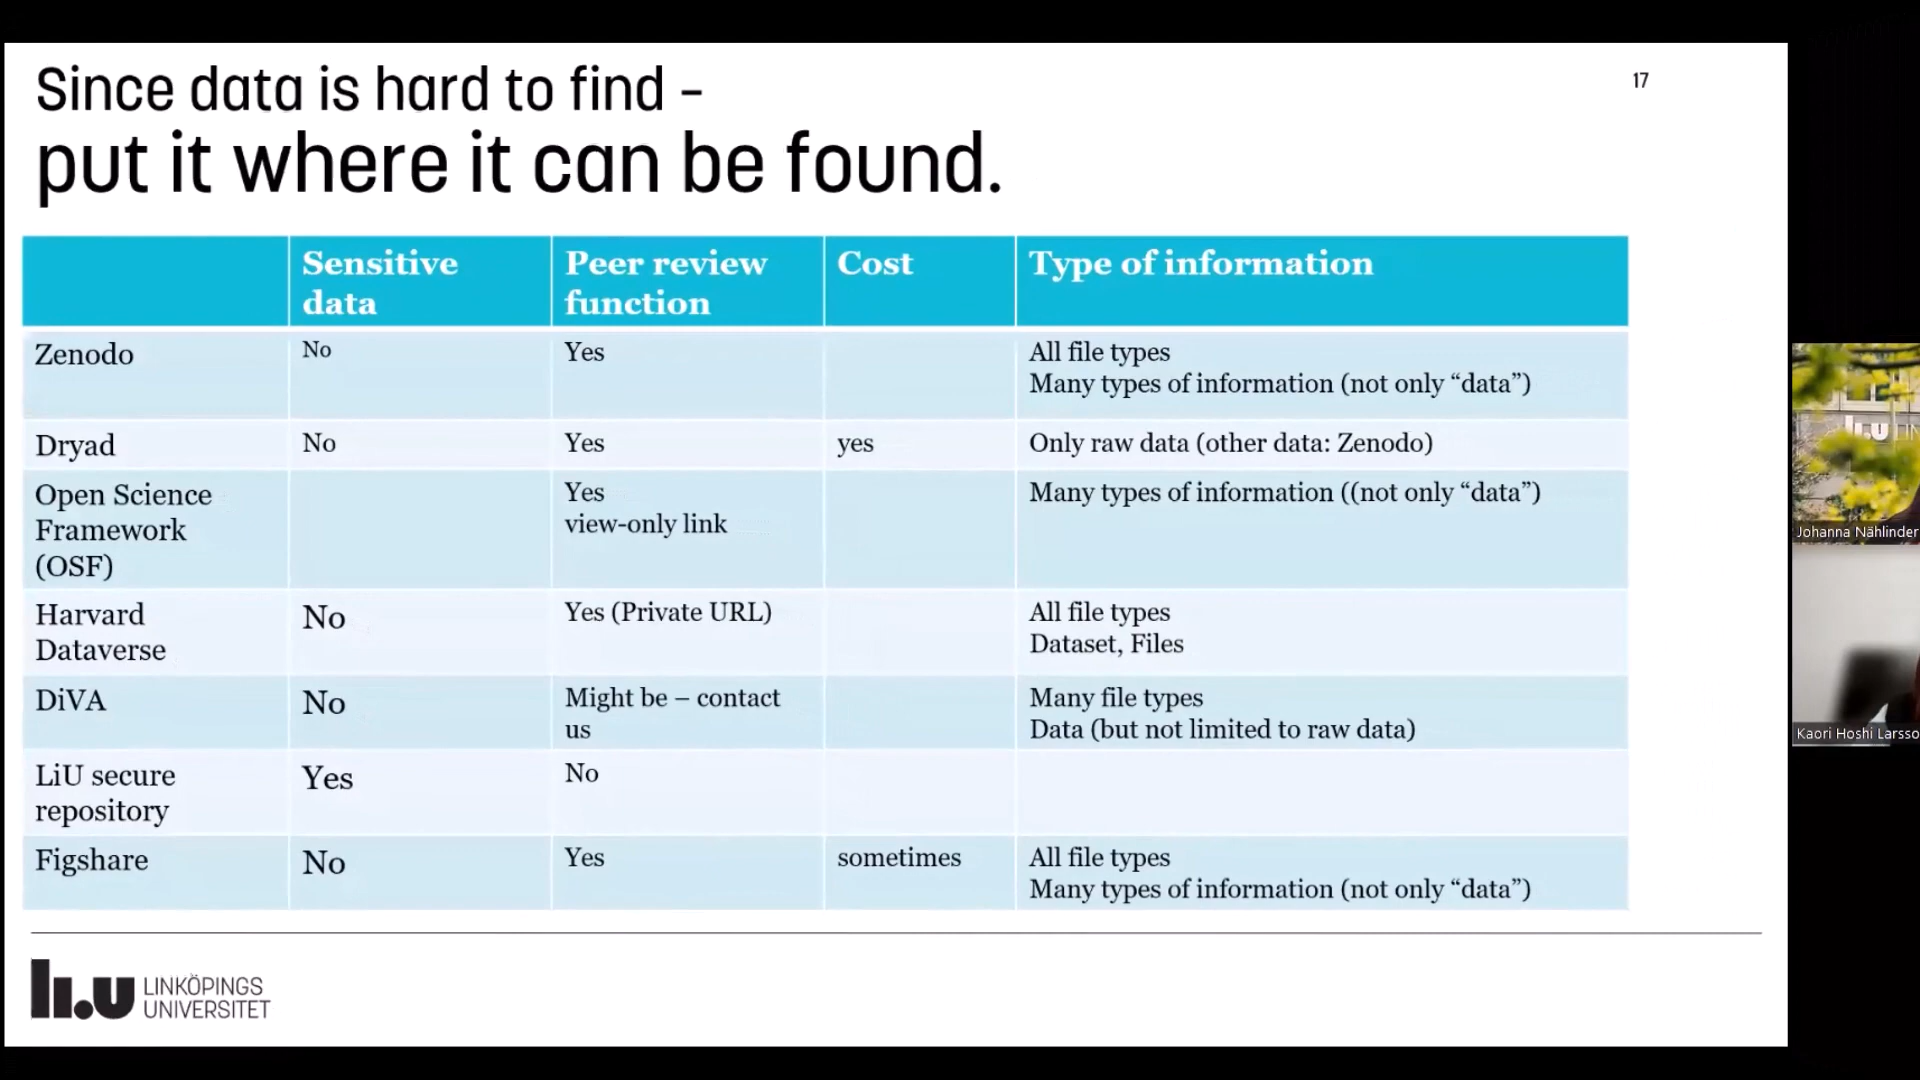 Since data is hard to find –
put it where it can be found.
17
Sensitive data
Peer review function
Cost
Type of information
Zenodo
No
Yes
All file types
Many types of information (not only “data”)
Dryad
No
Yes
yes
Only raw data (other data: Zenodo)
Open Science
Framework
(OSF)
Yes
view-only link
Many types of information ((not only “data”)
Harvard
Dataverse
No
Yes (Private URL)
All file types
Dataset, Files
DiVA
No
Might be – contact
us
Many file types
Data (but not limited to raw data)
LiU secure
repository
Yes
No
Figshare
No
Yes
sometimes
All file types
Many types of information (not only “data”)
li.u LINKÖPINGS
UNIVERSITET
Johanna Nählinder
Kaori Hoshi Larsso